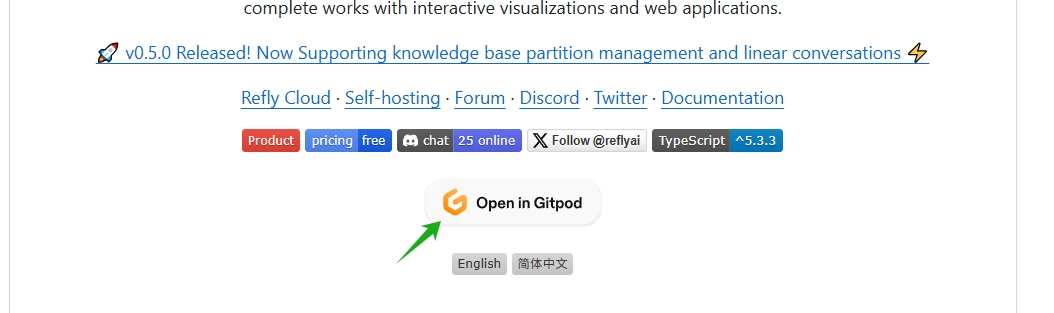 complete works with interactive visualizations and web applications.
🚀 v0.5.0 Released! Now Supporting knowledge base partition management and linear conversations ⚡
Refly Cloud · Self-hosting · Forum · Discord · Twitter · Documentation
Product pricing free chat 25 online Follow @reflyai TypeScript ^5.3.3
Open in Gitpod
English 简体中文